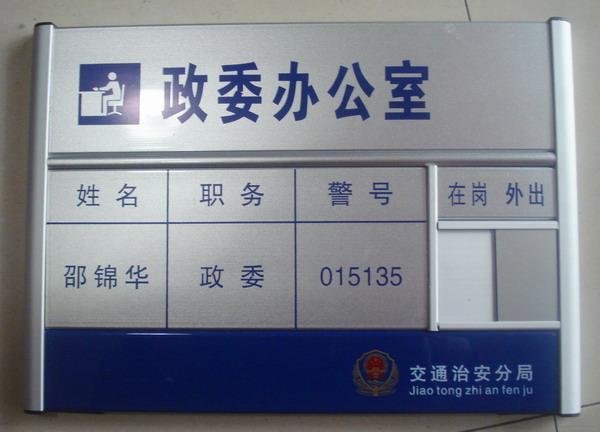 政委办公室
姓名 职务 警号 在岗 外出
邵锦华 政委 015135
交通治安分局
Jiao tong zhi an fen ju